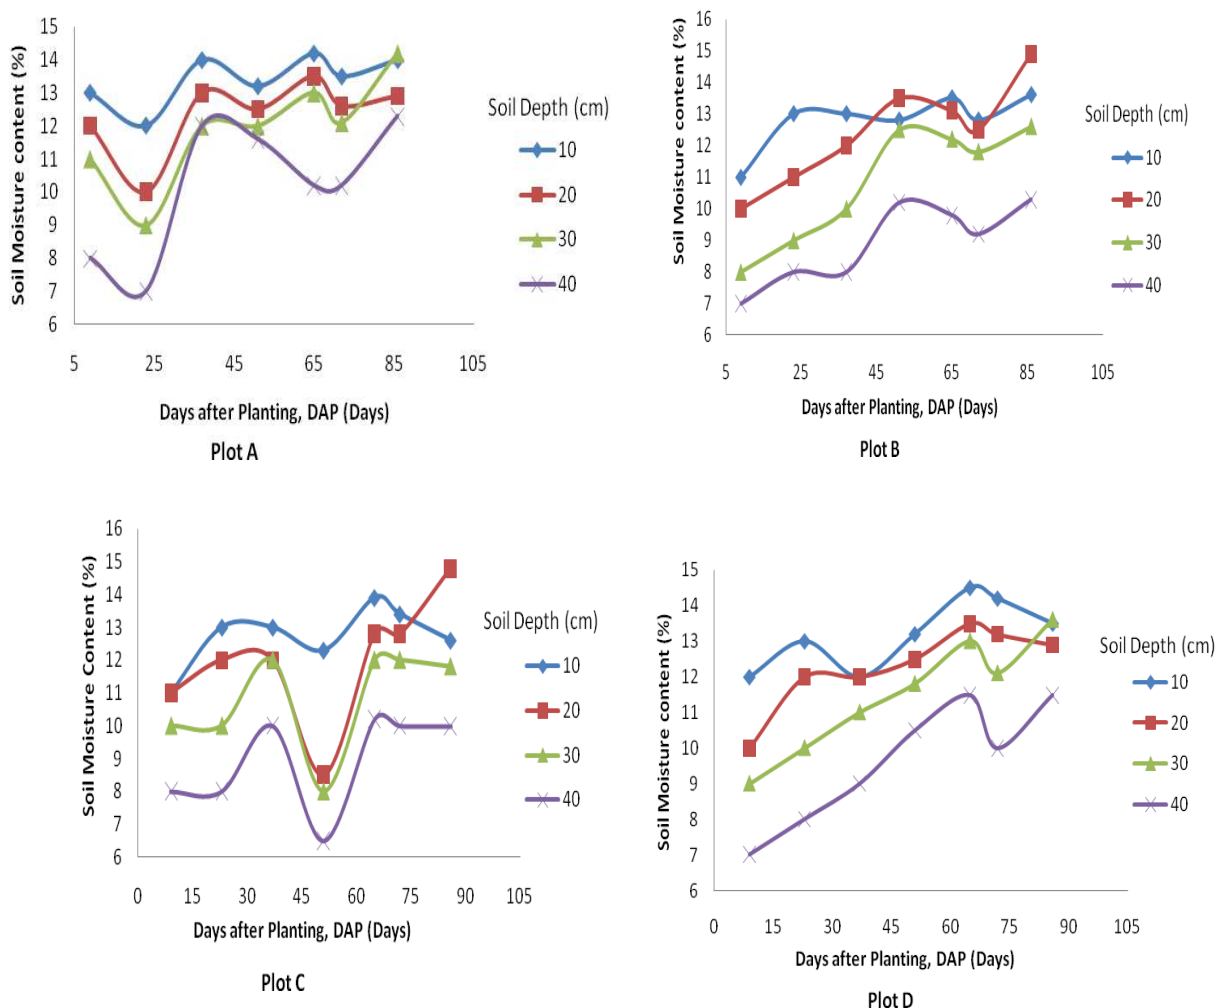 15
14
13
12
11
10
9
8
7
6
Soil Moisture content (%)
5 25 45 65 85 105
Days after Planting, DAP (Days)
Plot A
Soil Depth (cm)
10
20
30
40
16
15
14
13
12
11
10
9
8
7
6
Soil Moisture content (%)
5 25 45 65 85 105
Days after Planting, DAP (Days)
Plot B
Soil Depth (cm)
10
20
30
40
16
15
14
13
12
11
10
9
8
7
6
Soil Moisture Content (%)
0 15 30 45 60 75 90 105
Days after Planting, DAP (Days)
Plot C
Soil Depth (cm)
10
20
30
40
15
14
13
12
11
10
9
8
7
6
Soil Moisture content (%)
0 15 30 45 60 75 90 105
Days after Planting, DAP (Days)
Plot D
Soil Depth (cm)
10
20
30
40